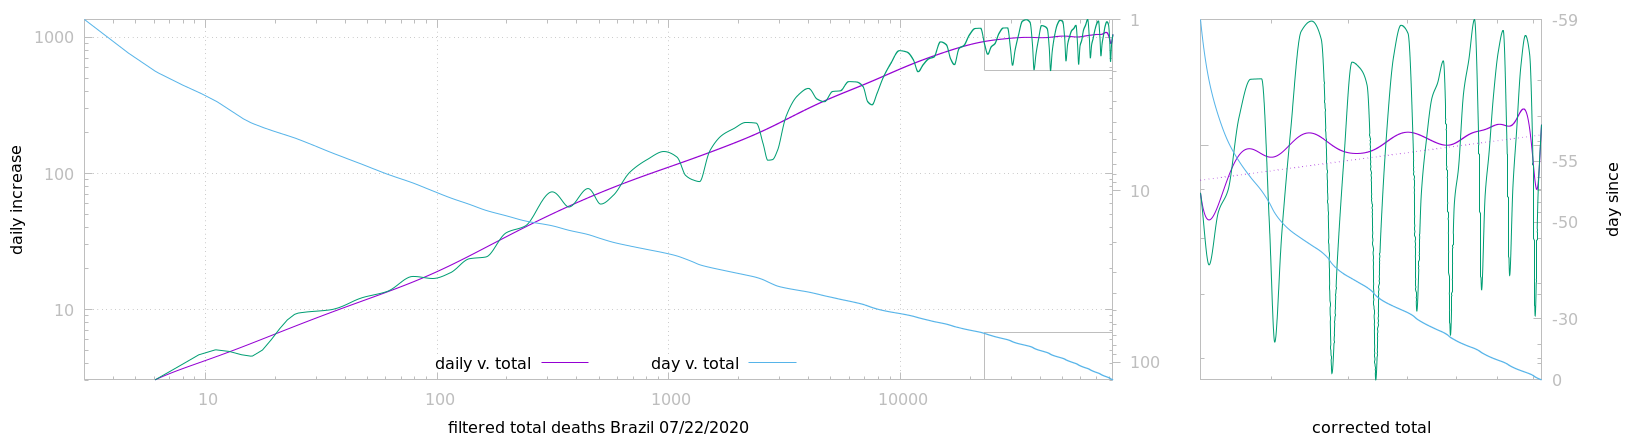 daily increase
1000
100
10
daily v. total
day v. total
10
100
1000
10000
filtered total deaths Brazil 07/22/2020
1
10
100
-59
-55
-50
-30
0
day since
corrected total